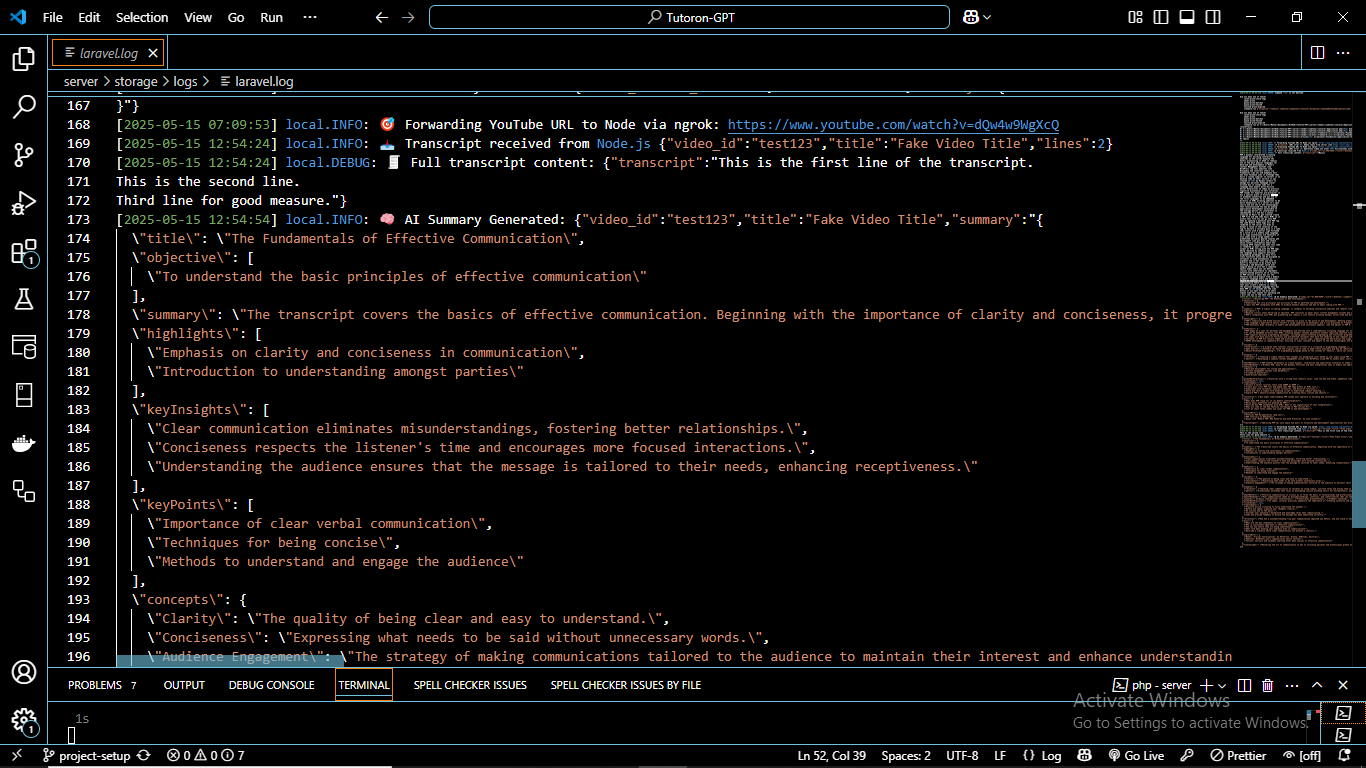 File Edit Selection View Go Run ··· Tutoron-GPT
laravel.log
server > storage > logs > laravel.log
167 }"}
168 [2025-05-15 07:09:53] local.INFO: 🎯 Forwarding YouTube URL to Node via ngrok: https://www.youtube.com/watch?v=dQw4w9WgXcQ
169 [2025-05-15 12:54:24] local.INFO: 📥 Transcript received from Node.js {"video_id":"test123","title":"Fake Video Title","lines":2}
170 [2025-05-15 12:54:24] local.DEBUG: 🧾 Full transcript content: {"transcript":"This is the first line of the transcript.
171 This is the second line.
172 Third line for good measure."}
173 [2025-05-15 12:54:54] local.INFO: 🧠 AI Summary Generated: {"video_id":"test123","title":"Fake Video Title","summary":"{
174 \"title\": \"The Fundamentals of Effective Communication\",
175 \"objective\": [
176 \"To understand the basic principles of effective communication\"
177 ],
178 \"summary\": \"The transcript covers the basics of effective communication. Beginning with the importance of clarity and conciseness, it progre
179 \"highlights\": [
180 \"Emphasis on clarity and conciseness in communication\",
181 \"Introduction to understanding amongst parties\"
182 ],
183 \"keyInsights\": [
184 \"Clear communication eliminates misunderstandings, fostering better relationships.\",
185 \"Conciseness respects the listener's time and encourages more focused interactions.\",
186 \"Understanding the audience ensures that the message is tailored to their needs, enhancing receptiveness.\"
187 ],
188 \"keyPoints\": [
189 \"Importance of clear verbal communication\",
190 \"Techniques for being concise\",
191 \"Methods to understand and engage the audience\"
192 ],
193 \"concepts\": {
194 \"Clarity\": \"The quality of being clear and easy to understand.\",
195 \"Conciseness\": \"Expressing what needs to be said without unnecessary words.\",
196 \"Audience Engagement\": \"The strategy of making communications tailored to the audience to maintain their interest and enhance understandin
PROBLEMS 7 OUTPUT DEBUG CONSOLE TERMINAL SPELL CHECKER ISSUES SPELL CHECKER ISSUES BY FILE php - server
Activate Windows
1s
Go to Settings to activate Windows.
1
1
project-setup 0 0 7 Ln 52, Col 39 Spaces: 2 UTF-8 LF {} Log Go Live Prettier [off]